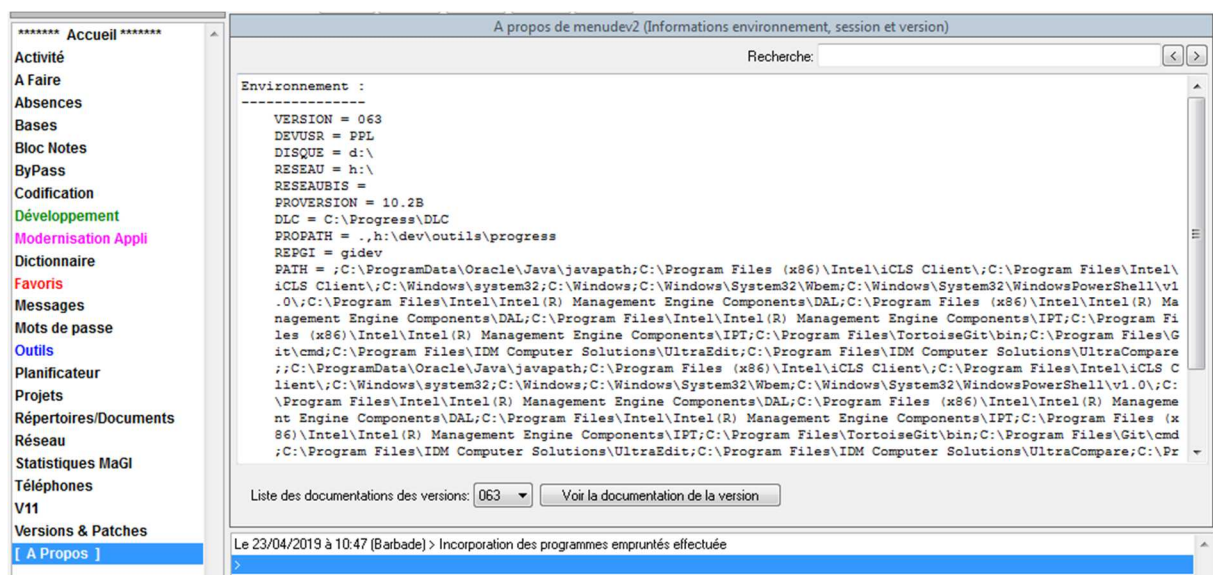 ******* Accueil *******
Activité
A Faire
Absences
Bases
Bloc Notes
ByPass
Codification
Développement
Modernisation Appli
Dictionnaire
Favoris
Messages
Mots de passe
Outils
Planificateur
Projets
Répertoires/Documents
Réseau
Statistiques MaGI
Téléphones
V11
Versions & Patches
[ A Propos ]
A propos de menudev2 (Informations environnement, session et version)
Recherche:
< >
Environnement :
---------------
VERSION = 063
DEVUSR = PPL
DISQUE = d:\
RESEAU = h:\
RESEAUBIS =
PROVERSION = 10.2B
DLC = C:\Progress\DLC
PROPATH = .,h:\dev\outils\progress
REPGI = gidev
PATH = ;C:\ProgramData\Oracle\Java\javapath;C:\Program Files (x86)\Intel\iCLS Client\;C:\Program Files\Intel\
iCLS Client\;C:\Windows\system32;C:\Windows;C:\Windows\System32\Wbem;C:\Windows\System32\WindowsPowerShell\v1
.0\;C:\Program Files\Intel\Intel(R) Management Engine Components\DAL;C:\Program Files (x86)\Intel\Intel(R) Ma
nagement Engine Components\DAL;C:\Program Files\Intel\Intel(R) Management Engine Components\IPT;C:\Program Fi
les (x86)\Intel\Intel(R) Management Engine Components\IPT;C:\Program Files\TortoiseGit\bin;C:\Program Files\G
it\cmd;C:\Program Files\IDM Computer Solutions\UltraEdit;C:\Program Files\IDM Computer Solutions\UltraCompare
;;C:\ProgramData\Oracle\Java\javapath;C:\Program Files (x86)\Intel\iCLS Client\;C:\Program Files\Intel\iCLS C
lient\;C:\Windows\system32;C:\Windows;C:\Windows\System32\Wbem;C:\Windows\System32\WindowsPowerShell\v1.0\;C:
\Program Files\Intel\Intel(R) Management Engine Components\DAL;C:\Program Files (x86)\Intel\Intel(R) Manageme
nt Engine Components\DAL;C:\Program Files\Intel\Intel(R) Management Engine Components\IPT;C:\Program Files (x
86)\Intel\Intel(R) Management Engine Components\IPT;C:\Program Files\TortoiseGit\bin;C:\Program Files\Git\cmd
;C:\Program Files\IDM Computer Solutions\UltraEdit;C:\Program Files\IDM Computer Solutions\UltraCompare;C:\Pr
Liste des documentations des versions: 063 Voir la documentation de la version
Le 23/04/2019 à 10:47 (Barbade) > Incorporation des programmes empruntés effectuée
>